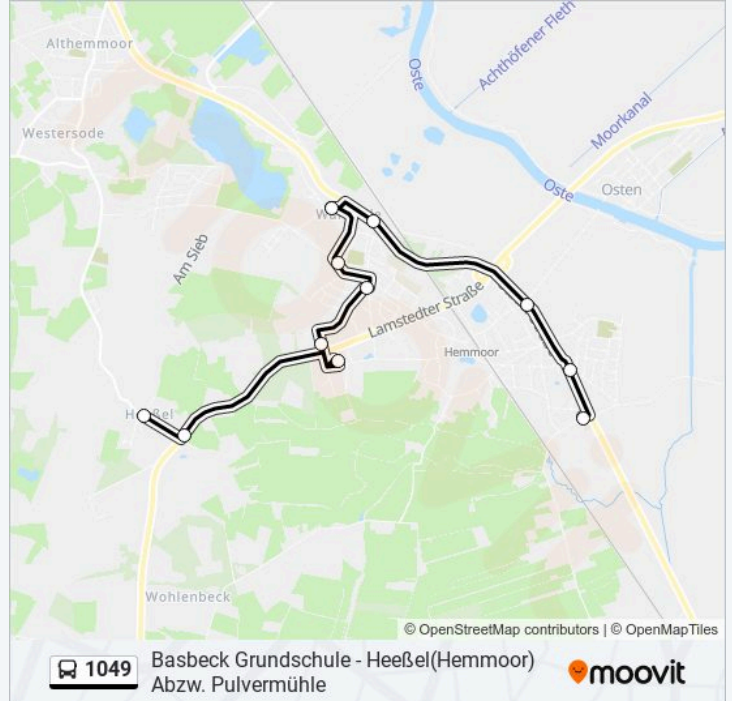 Althemmoor
Westersode
Oste
Achthöfener Fleth
Moorkanal
Oste
Osten
Am Sieb
Lamstedter Straße
Hemmoor
Wohlenbeck
© OpenStreetMap contributors | © OpenMapTiles
1049
Basbeck Grundschule - Heeßel(Hemmoor)
Abzw. Pulvermühle
moovit